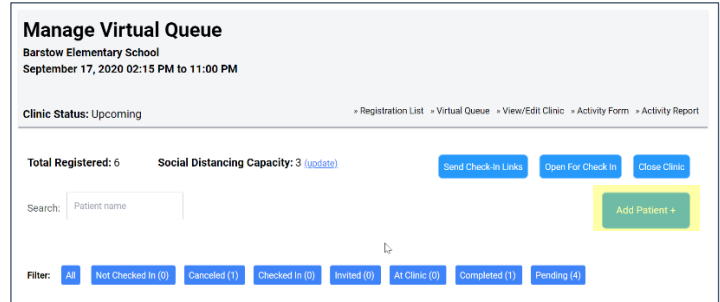 Manage Virtual Queue
Barstow Elementary School
September 17, 2020 02:15 PM to 11:00 PM
Clinic Status: Upcoming
» Registration List » Virtual Queue » View/Edit Clinic » Activity Form » Activity Report
Total Registered: 6 Social Distancing Capacity: 3 (update) Send Check-In Links Open For Check In Close Clinic
Search: Patient name Add Patient +
Filter: All Not Checked In (0) Canceled (1) Checked In (0) Invited (0) At Clinic (0) Completed (1) Pending (4)